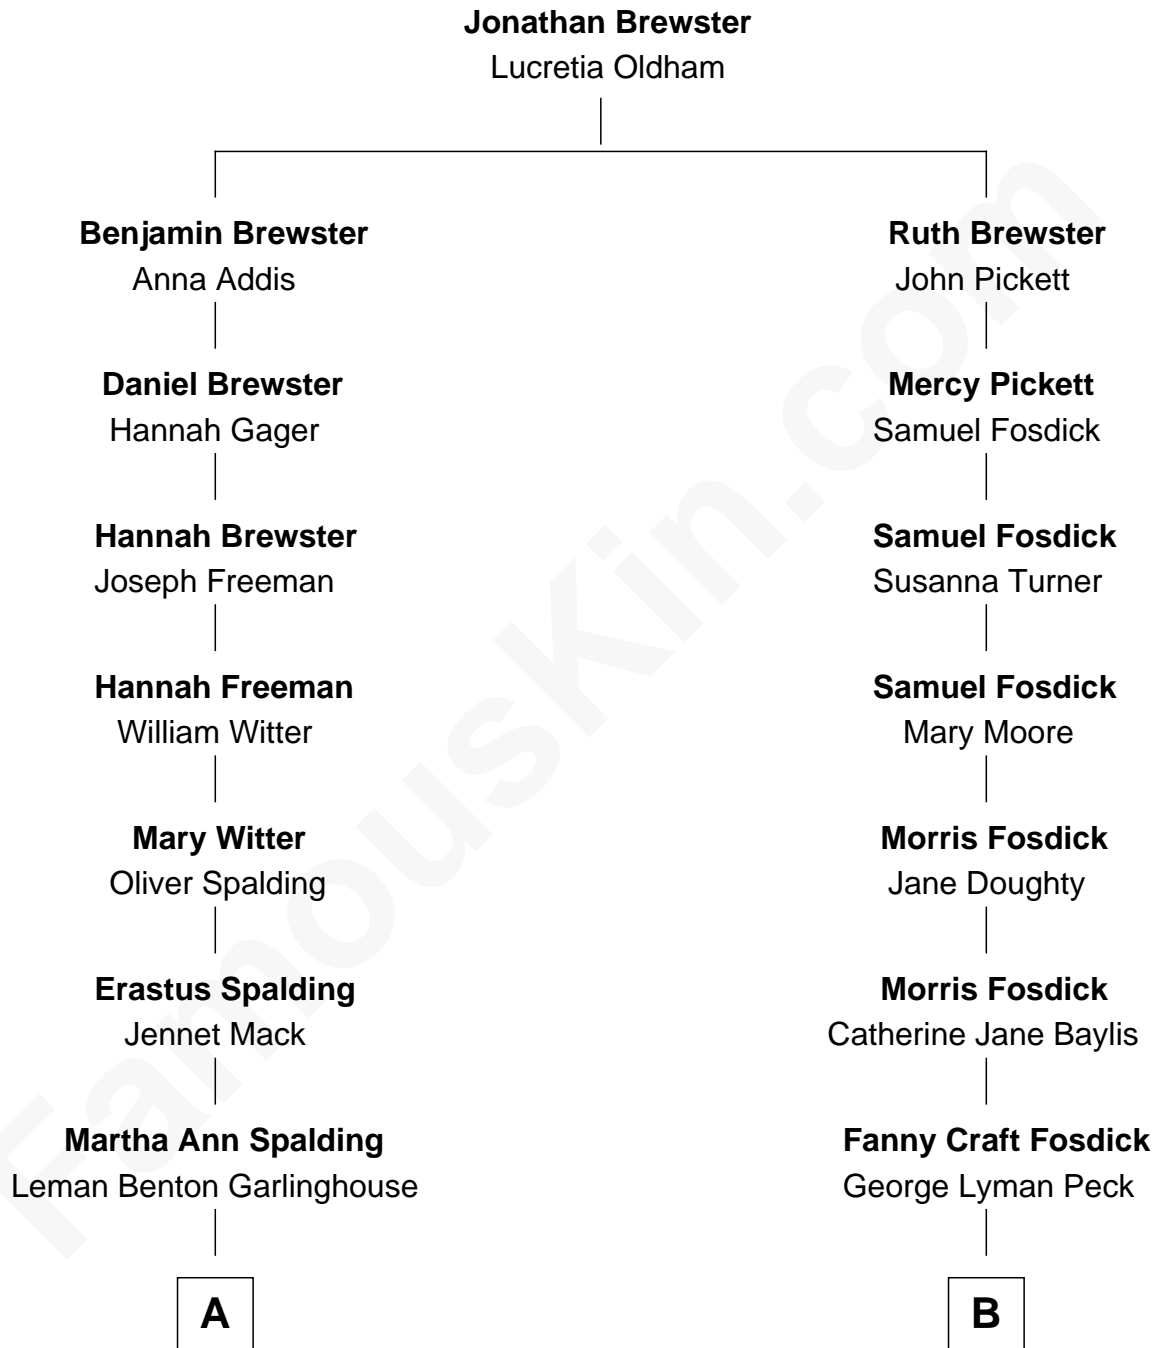 Jonathan Brewster
Lucretia Oldham
Benjamin Brewster
Anna Addis
Ruth Brewster
John Pickett
Daniel Brewster
Hannah Gager
Mercy Pickett
Samuel Fosdick
Hannah Brewster
Joseph Freeman
Samuel Fosdick
Susanna Turner
Hannah Freeman
William Witter
Samuel Fosdick
Mary Moore
Mary Witter
Oliver Spalding
Morris Fosdick
Jane Doughty
Erastus Spalding
Jennet Mack
Morris Fosdick
Catherine Jane Baylis
Martha Ann Spalding
Leman Benton Garlinghouse
Fanny Craft Fosdick
George Lyman Peck
A
B
FamousKin.com